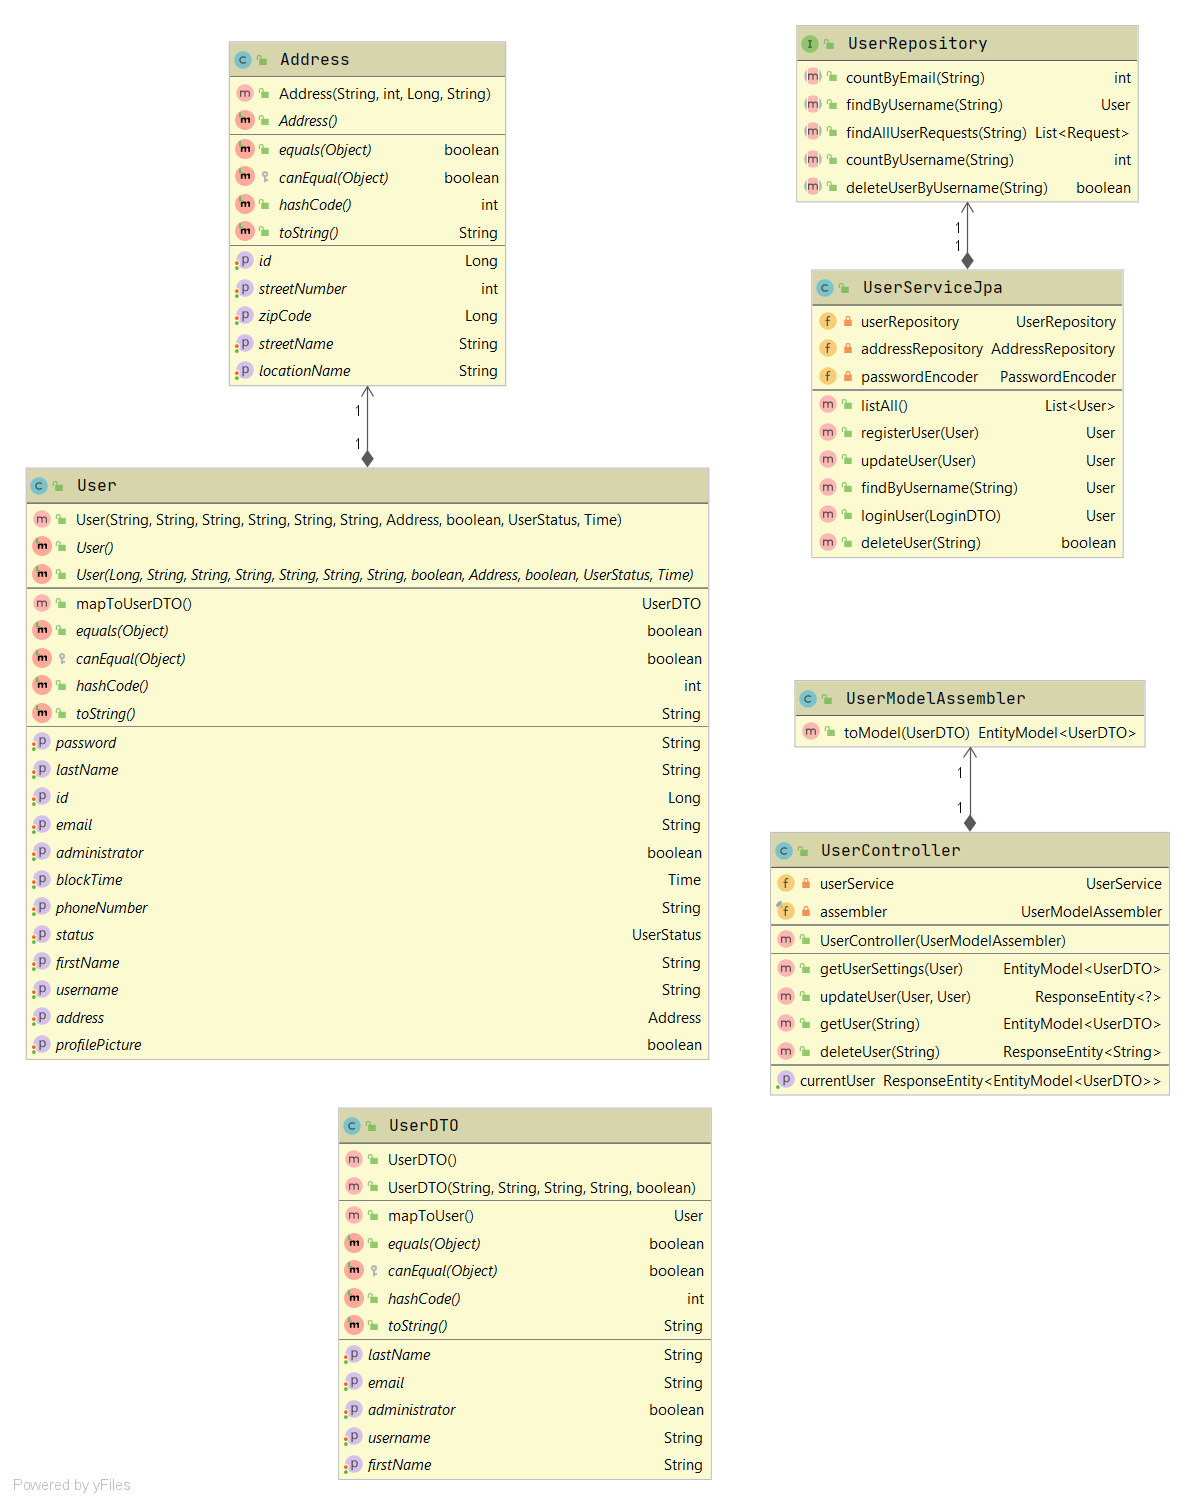 Address
Address(String, int, Long, String)
Address()
equals(Object) boolean
canEqual(Object) boolean
hashCode() int
toString() String
id Long
streetNumber int
zipCode Long
streetName String
locationName String
1
1
User
User(String, String, String, String, String, String, Address, boolean, UserStatus, Time)
User()
User(Long, String, String, String, String, String, String, boolean, Address, boolean, UserStatus, Time)
mapToUserDTO() UserDTO
equals(Object) boolean
canEqual(Object) boolean
hashCode() int
toString() String
password String
lastName String
id Long
email String
administrator boolean
blockTime Time
phoneNumber String
status UserStatus
firstName String
username String
address Address
profilePicture boolean
UserRepository
countByEmail(String) int
findByUsername(String) User
findAllUserRequests(String) List<Request>
countByUsername(String) int
deleteUserByUsername(String) boolean
1
1
UserServiceJpa
userRepository UserRepository
addressRepository AddressRepository
passwordEncoder PasswordEncoder
listAll() List<User>
registerUser(User) User
updateUser(User) User
findByUsername(String) User
loginUser(LoginDTO) User
deleteUser(String) boolean
UserModelAssembler
toModel(UserDTO) EntityModel<UserDTO>
1
1
UserController
userService UserService
assembler UserModelAssembler
UserController(UserModelAssembler)
getUserSettings(User) EntityModel<UserDTO>
updateUser(User, User) ResponseEntity<?>
getUser(String) EntityModel<UserDTO>
deleteUser(String) ResponseEntity<String>
currentUser ResponseEntity<EntityModel<UserDTO>>
UserDTO
UserDTO()
UserDTO(String, String, String, String, boolean)
mapToUser() User
equals(Object) boolean
canEqual(Object) boolean
hashCode() int
toString() String
lastName String
email String
administrator boolean
username String
firstName String
Powered by yFiles